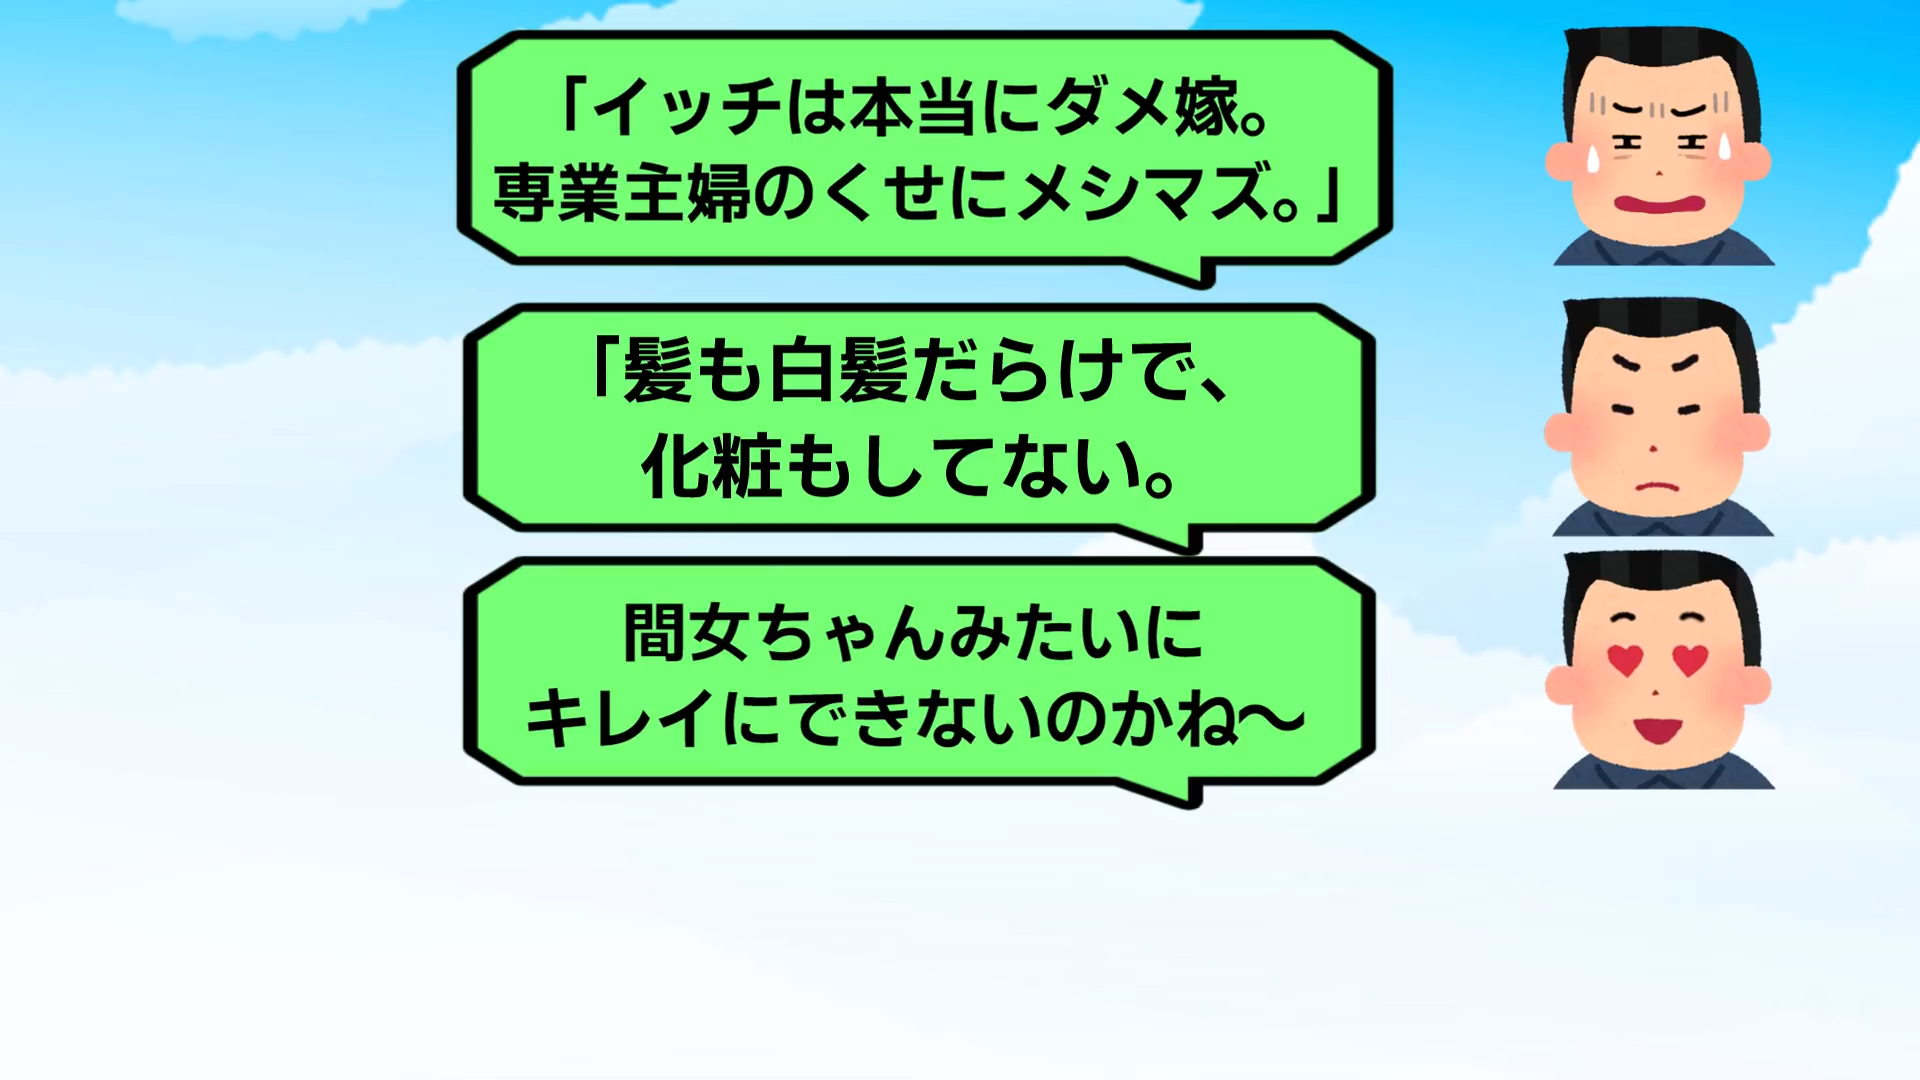 「イッチは本当にダメ嫁。
専業主婦のくせにメシマズ。」
「髪も白髪だらけで、
化粧もしてない。
間女ちゃんみたいに
キレイにできないのかね～